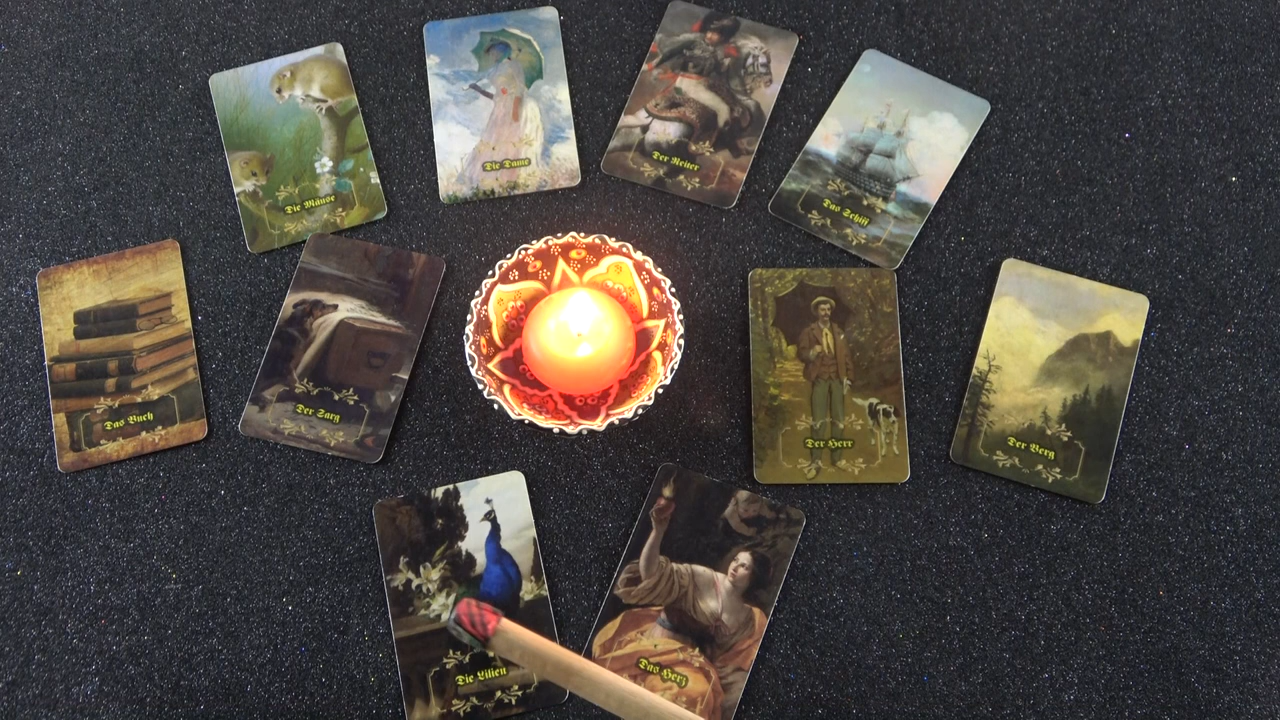 Die Mäuse
Die Dame
Der Reiter
Das Schiff
Das Buch
Der Sarg
Der Herr
Der Berg
Die Lilien
Das Herz